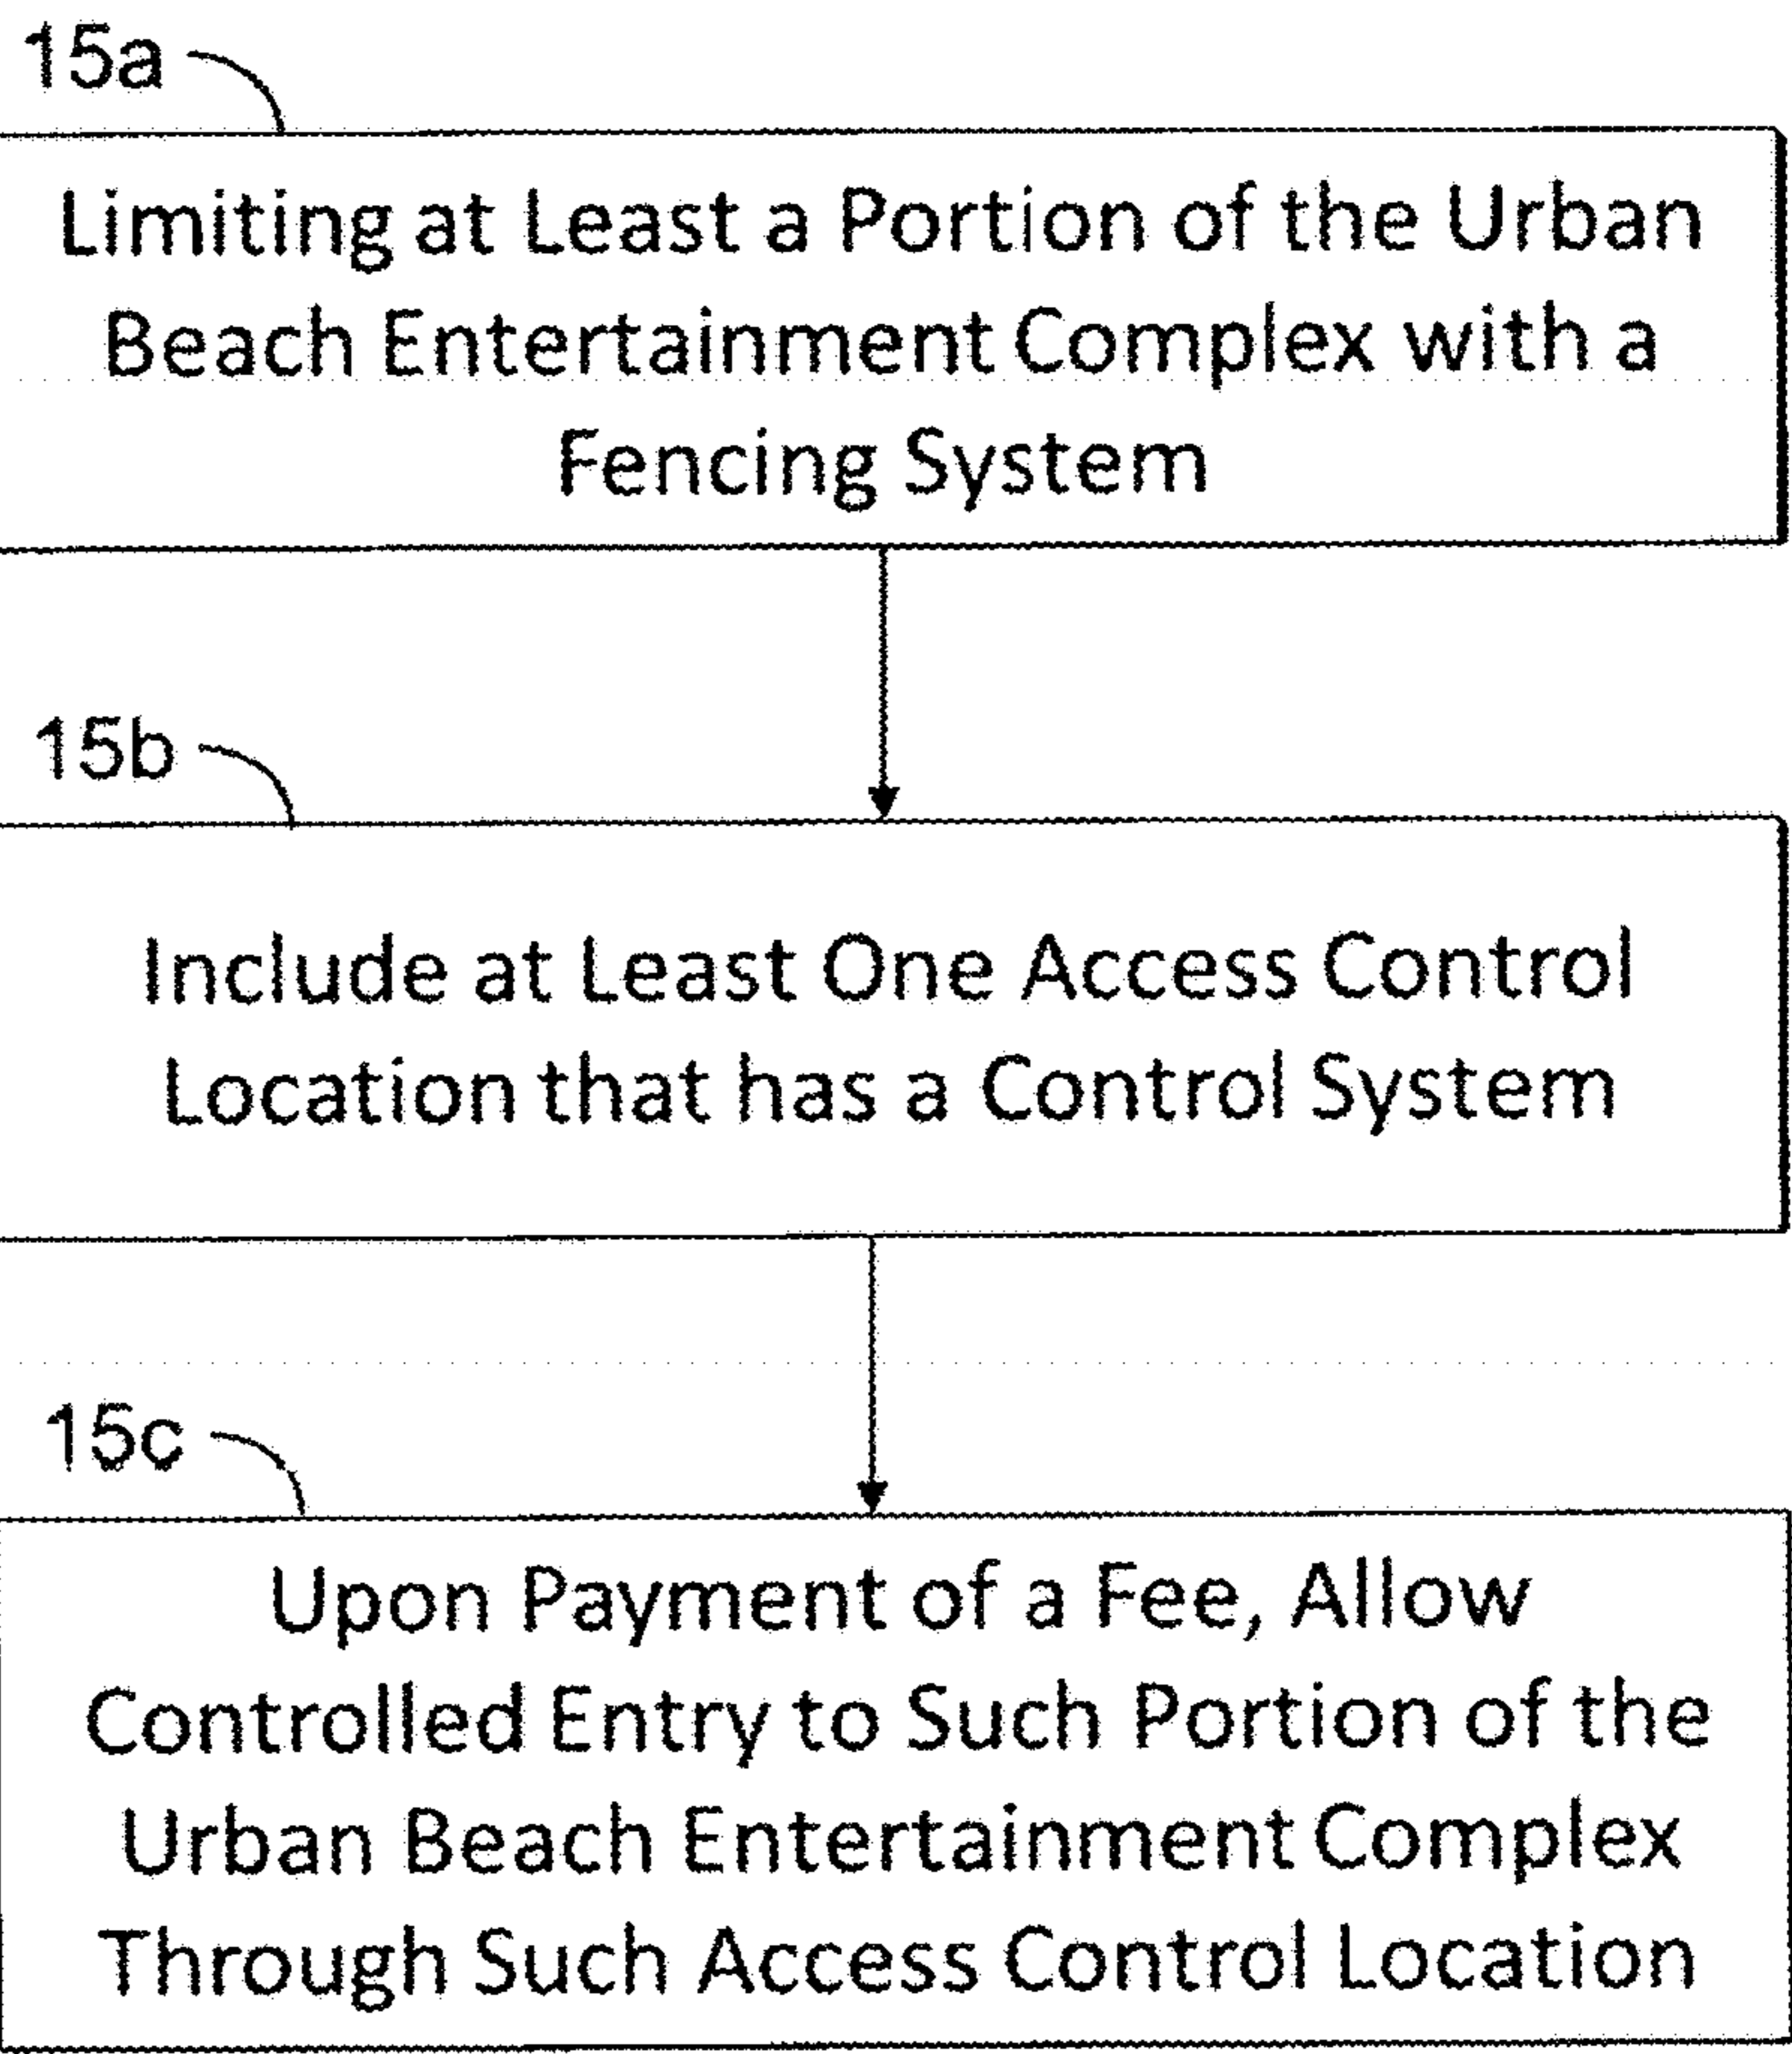 15a
Limiting at Least a Portion of the Urban
Beach Entertainment Complex with a
Fencing System
15b
Include at Least One Access Control
Location that has a Control System
15c
Upon Payment of a Fee, Allow
Controlled Entry to Such Portion of the
Urban Beach Entertainment Complex
Through Such Access Control Location